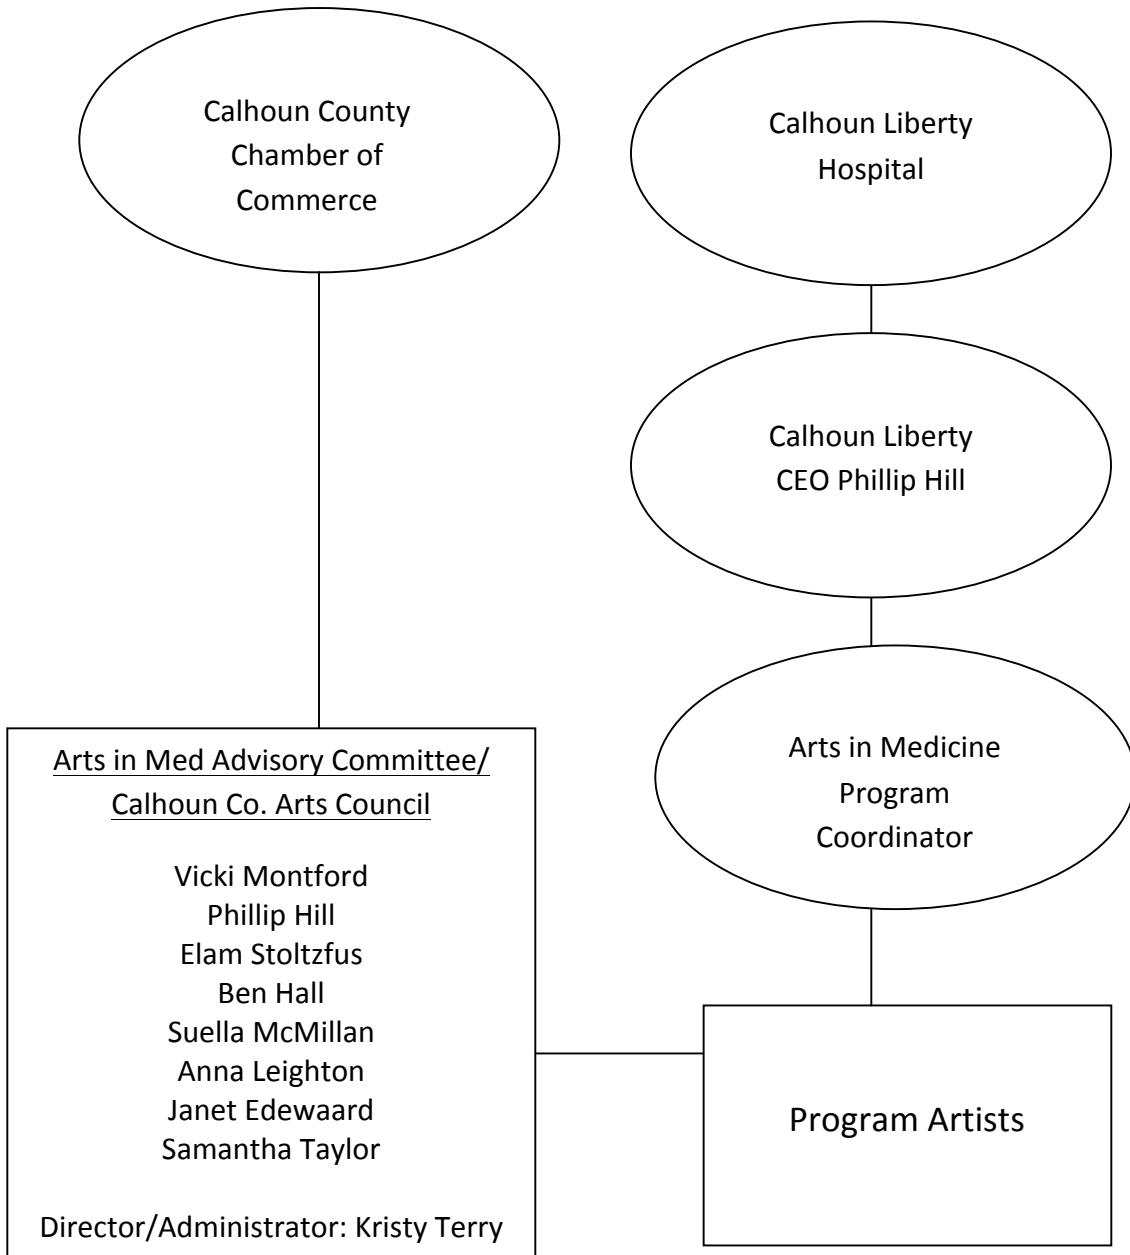 Calhoun County
Chamber of
Commerce
Calhoun Liberty
Hospital
Calhoun Liberty
CEO Phillip Hill
Arts in Medicine
Program
Coordinator
Arts in Med Advisory Committee/
Calhoun Co. Arts Council
Vicki Montford
Phillip Hill
Elam Stoltzfus
Ben Hall
Suella McMillan
Anna Leighton
Janet Edewaard
Samantha Taylor
Director/Administrator: Kristy Terry
Program Artists